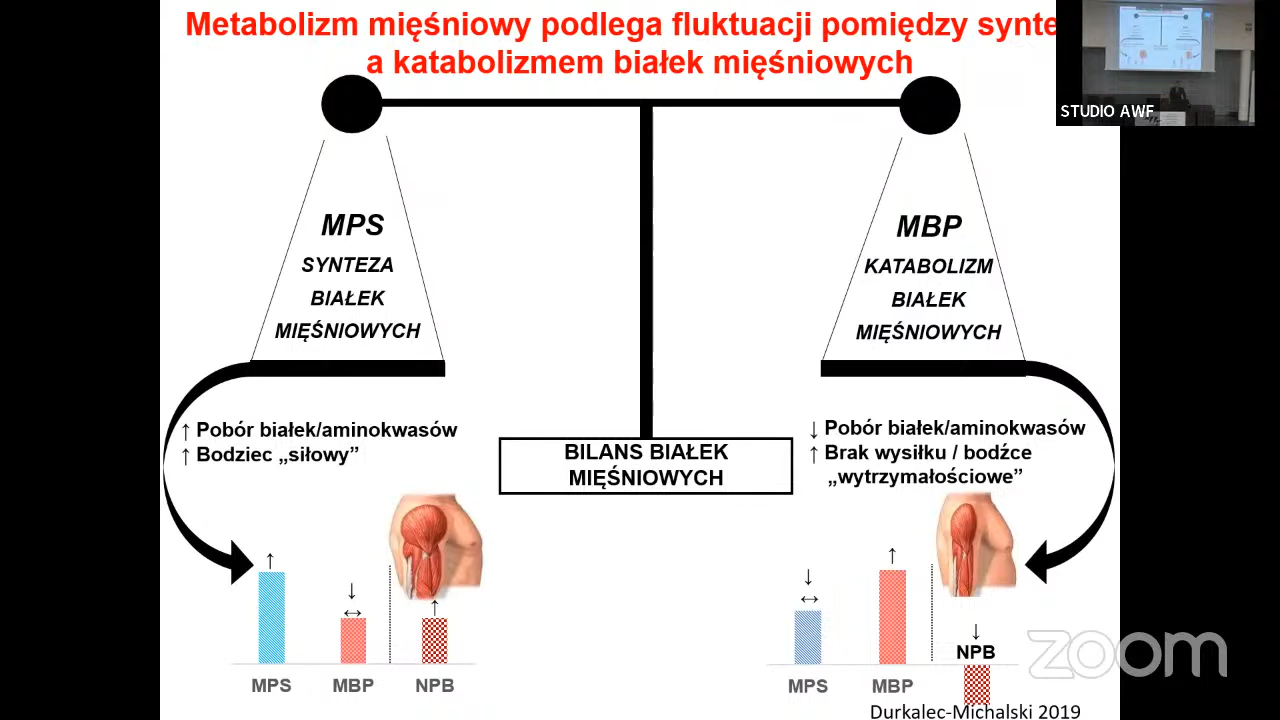 Metabolizm mięśniowy podlega fluktuacji pomiędzy synte
a katabolizmem białek mięśniowych
STUDIO AWF
MPS
SYNTEZA
BIAŁEK
MIĘŚNIOWYCH
MBP
KATABOLIZM
BIAŁEK
MIĘŚNIOWYCH
↑ Pobór białek/aminokwasów
↑ Bodziec „siłowy”
BILANS BIAŁEK
MIĘŚNIOWYCH
↓ Pobór białek/aminokwasów
↑ Brak wysiłku / bodźce
„wytrzymałościowe”
↑
↓
↔
↑
MPS
MBP
NPB
↓
↔
↑
↓
NPB
MPS
MBP
zoom
Durkalec-Michalski 2019